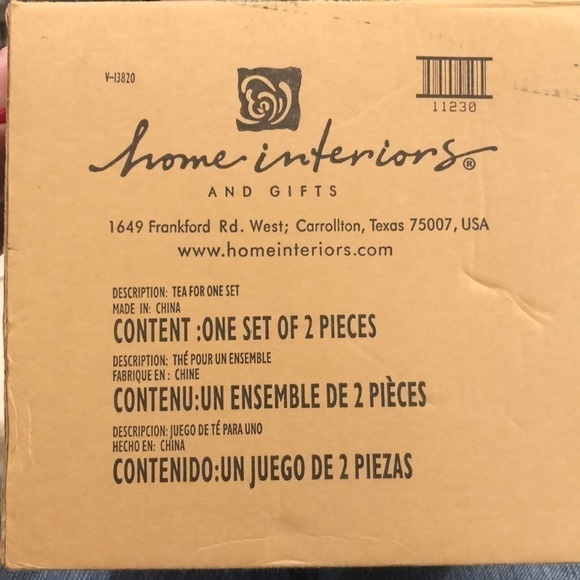 V-13820
11230
home interiors®
AND GIFTS
1649 Frankford Rd. West; Carrollton, Texas 75007, USA
www.homeinteriors.com
DESCRIPTION: TEA FOR ONE SET
MADE IN: CHINA
CONTENT :ONE SET OF 2 PIECES
DESCRIPTION: THÉ POUR UN ENSEMBLE
FABRIQUE EN : CHINE
CONTENU:UN ENSEMBLE DE 2 PIÈCES
DESCRIPCION: JUEGO DE TÉ PARA UNO
HECHO EN: CHINA
CONTENIDO:UN JUEGO DE 2 PIEZAS